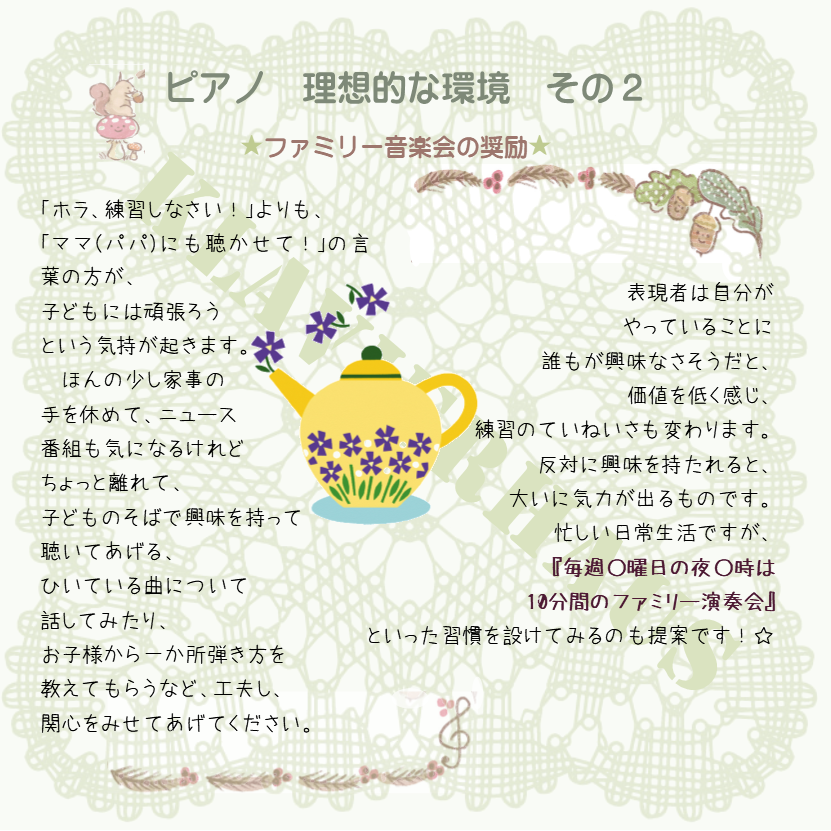 ピアノ　理想的な環境　その２
★ファミリー音楽会の奨励★
「ホラ、練習しなさい！」よりも、
「ママ(パパ)にも聴かせて！」の言
葉の方が、
子どもには頑張ろう
という気持が起きます。
ほんの少し家事の
手を休めて、ニュース
番組も気になるけれど
ちょっと離れて、
子どものそばで興味を持って
聴いてあげる、
ひいている曲について
話してみたり、
お子様から一か所弾き方を
教えてもらうなど、工夫し、
関心をみせてあげてください。
表現者は自分が
やっていることに
誰もが興味なさそうだと、
価値を低く感じ、
練習のていねいさも変わります。
反対に興味を持たれると、
大いに気力が出るものです。
忙しい日常生活ですが、
『毎週〇曜日の夜〇時は
10分間のファミリー演奏会』
といった習慣を設けてみるのも提案です！☆